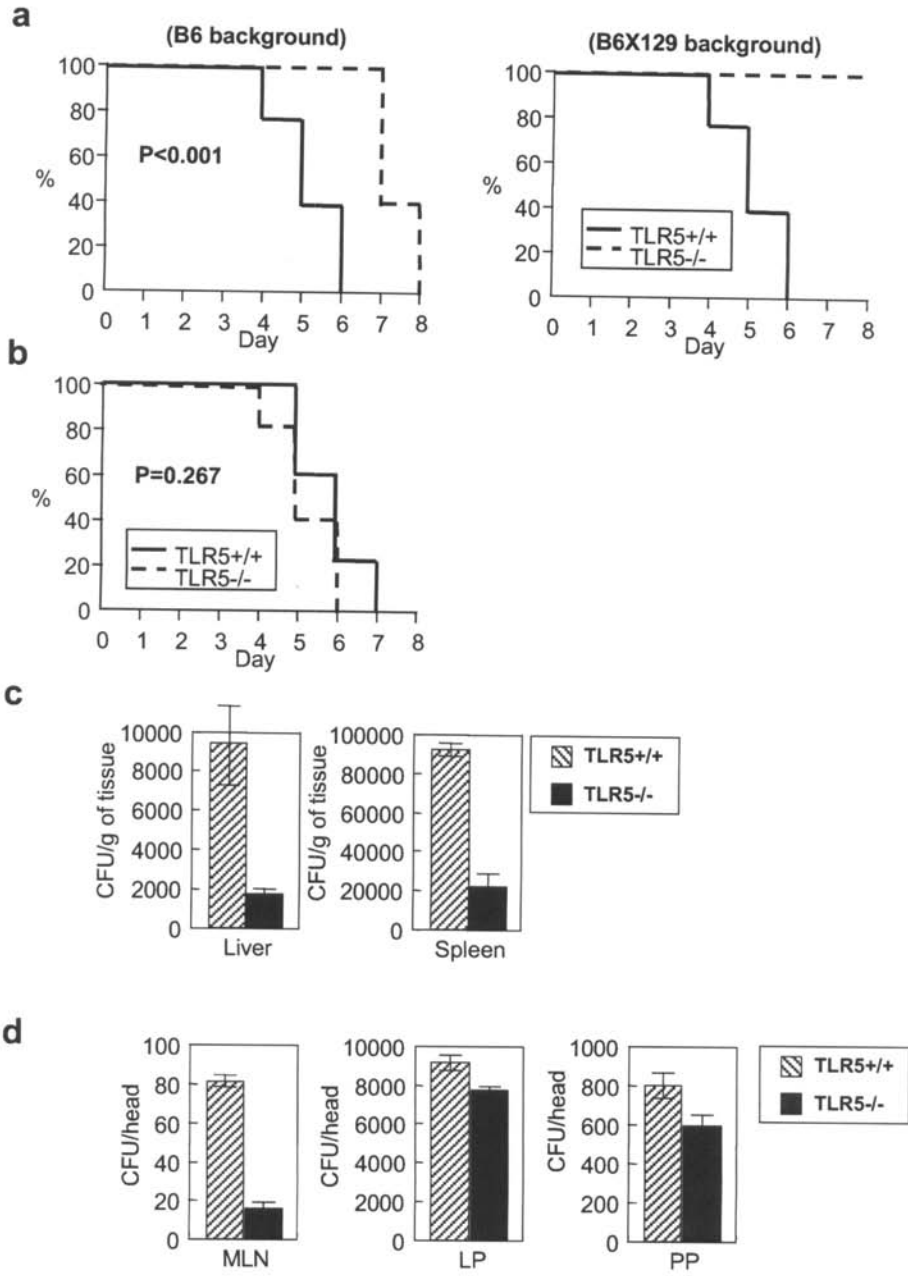 a
(B6 background)
(B6X129 background)
100
80
60
40
20
0
%
P<0.001
0 1 2 3 4 5 6 7 8
Day
100
80
60
40
20
0
%
TLR5+/+
TLR5-/-
0 1 2 3 4 5 6 7 8
Day
b
100
80
60
40
20
0
%
P=0.267
TLR5+/+
TLR5-/-
0 1 2 3 4 5 6 7 8
Day
c
CFU/g of tissue
10000
8000
6000
4000
2000
0
Liver
CFU/g of tissue
100000
80000
60000
40000
20000
0
Spleen
TLR5+/+
TLR5-/-
d
CFU/head
100
80
60
40
20
0
MLN
CFU/head
10000
8000
6000
4000
2000
0
LP
CFU/head
1000
800
600
400
200
0
PP
TLR5+/+
TLR5-/-